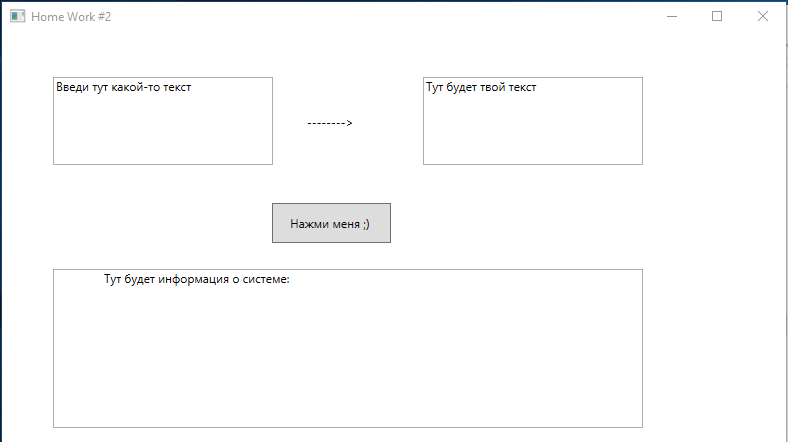 Home Work #2
Введи тут какой-то текст
Тут будет твой текст
-------->
Нажми меня ;)
Тут будет информация о системе: